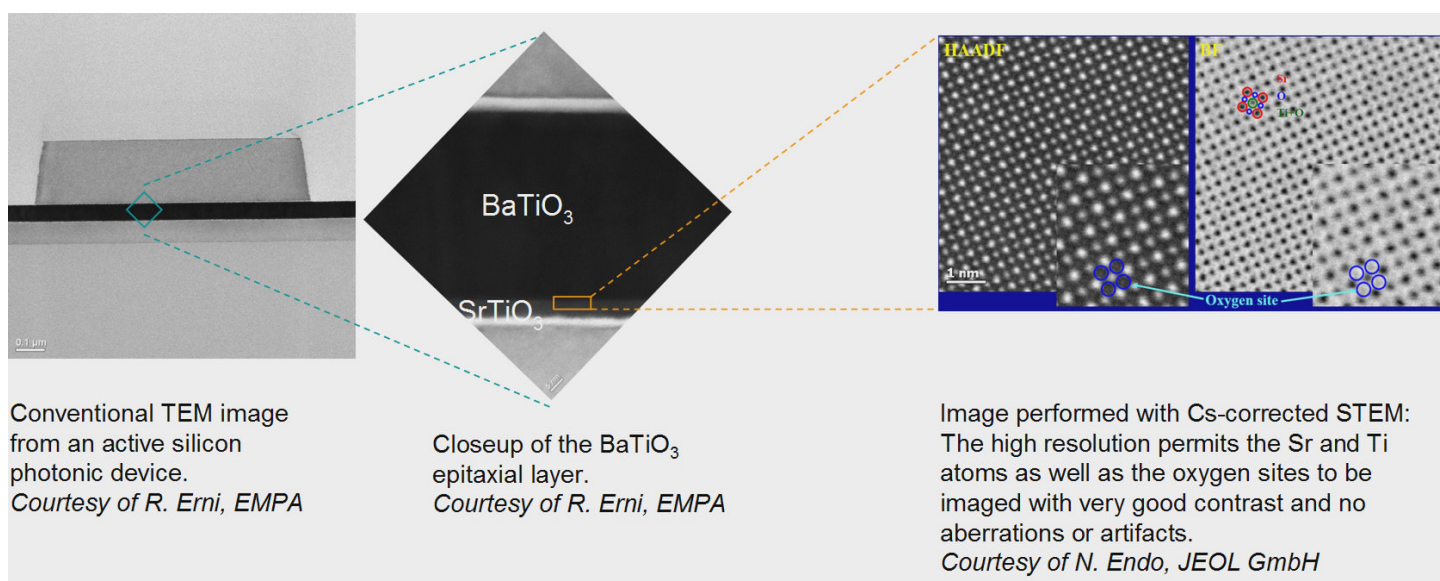 HAADF
BF
Sr
O
Ti+O
BaTiO₃
SrTiO₃
1 nm
Oxygen site
0.1 µm
5 nm
Conventional TEM image
from an active silicon
photonic device.
Courtesy of R. Erni, EMPA
Closeup of the BaTiO₃
epitaxial layer.
Courtesy of R. Erni, EMPA
Image performed with Cs-corrected STEM:
The high resolution permits the Sr and Ti
atoms as well as the oxygen sites to be
imaged with very good contrast and no
aberrations or artifacts.
Courtesy of N. Endo, JEOL GmbH